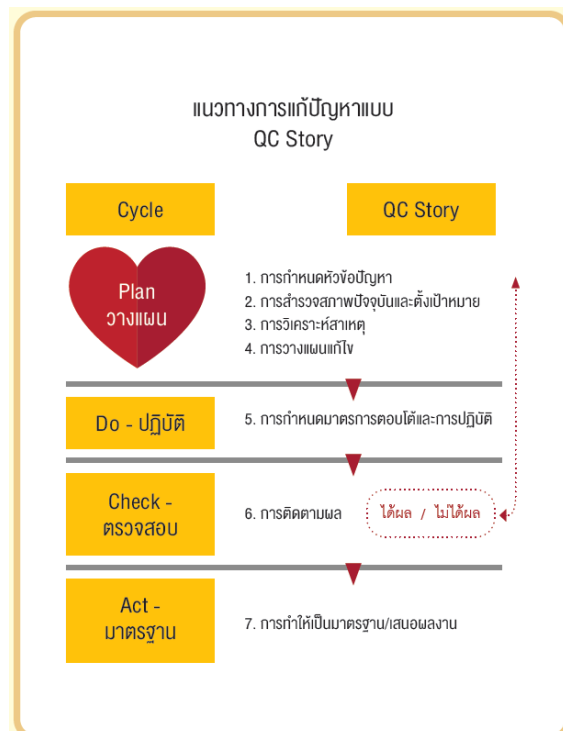 แนวทางการแก้ปัญหาแบบ
QC Story
Cycle
QC Story
Plan
วางแผน
1. การกำหนดหัวข้อปัญหา
2. การสำรวจสภาพปัจจุบันและตั้งเป้าหมาย
3. การวิเคราะห์สาเหตุ
4. การวางแผนแก้ไข
Do - ปฏิบัติ
5. การกำหนดมาตรการตอบโต้และการปฏิบัติ
Check -
ตรวจสอบ
6. การติดตามผล
ได้ผล / ไม่ได้ผล
Act -
มาตรฐาน
7. การทำให้เป็นมาตรฐาน/เสนอผลงาน